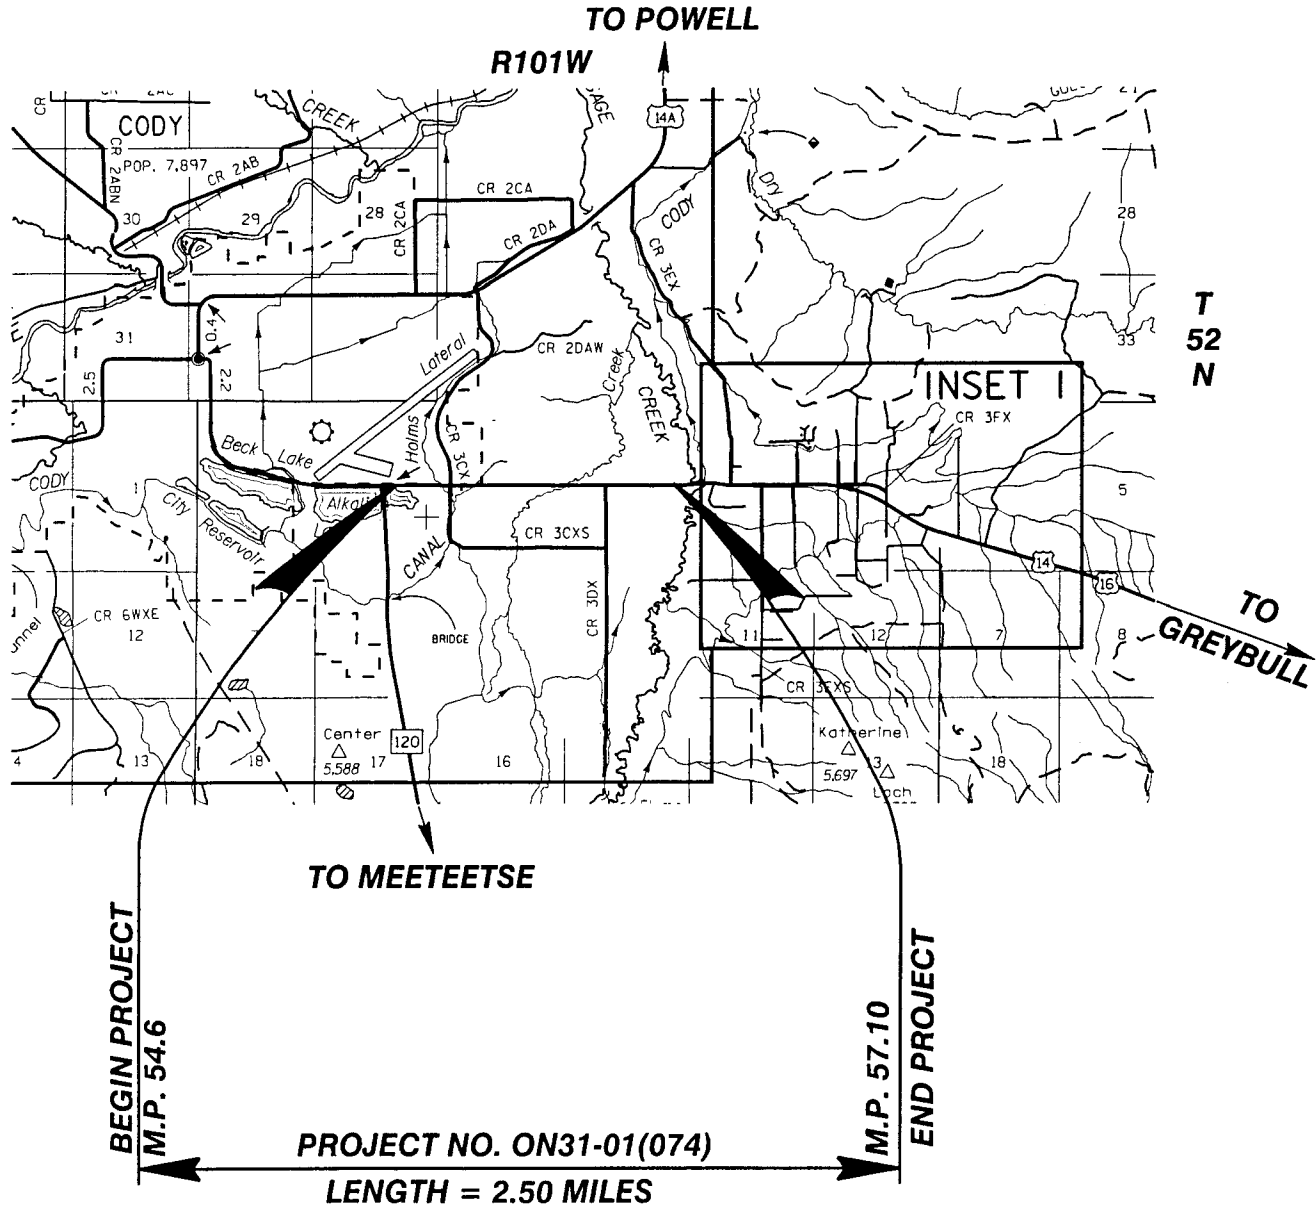 TO POWELL
R101W
14A
CR
CREEK
CODY
POP. 7,897
CR 2ABN
CR 2AB
30
29
28
CR 2CA
CR 2CA
CR 2DA
CODY
Dry
28
CR 3EX
31
0.4
2.5
2.2
Lateral
CR 2DAW
Creek
CREEK
33
T
52
N
INSET I
CR 3FX
Beck
Lake
Holms
CR 3CX
CODY
City Reservoir
Alkali
5
CANAL
CR 3CXS
14
16
CR 6WXE
12
BRIDGE
CR 3DX
11
12
7
8
TO
GREYBULL
CR 3EXS
Center
5,588
120
Katherine
5,697
4
13
18
17
16
3
18
Loch
TO MEETEETSE
BEGIN PROJECT
M.P. 54.6
M.P. 57.10
END PROJECT
PROJECT NO. ON31-01(074)
LENGTH = 2.50 MILES